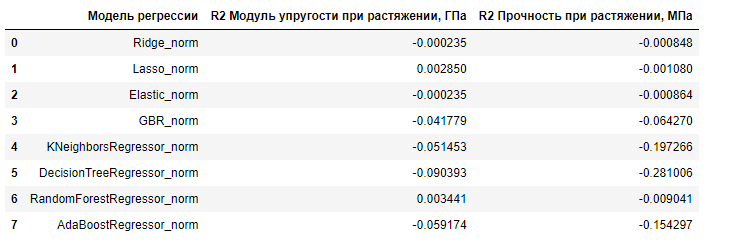 Модель регрессии R2 Модуль упругости при растяжении, ГПа R2 Прочность при растяжении, МПа
0 Ridge_norm -0.000235 -0.000848
1 Lasso_norm 0.002850 -0.001080
2 Elastic_norm -0.000235 -0.000864
3 GBR_norm -0.041779 -0.064270
4 KNeighborsRegressor_norm -0.051453 -0.197266
5 DecisionTreeRegressor_norm -0.090393 -0.281006
6 RandomForestRegressor_norm 0.003441 -0.009041
7 AdaBoostRegressor_norm -0.059174 -0.154297